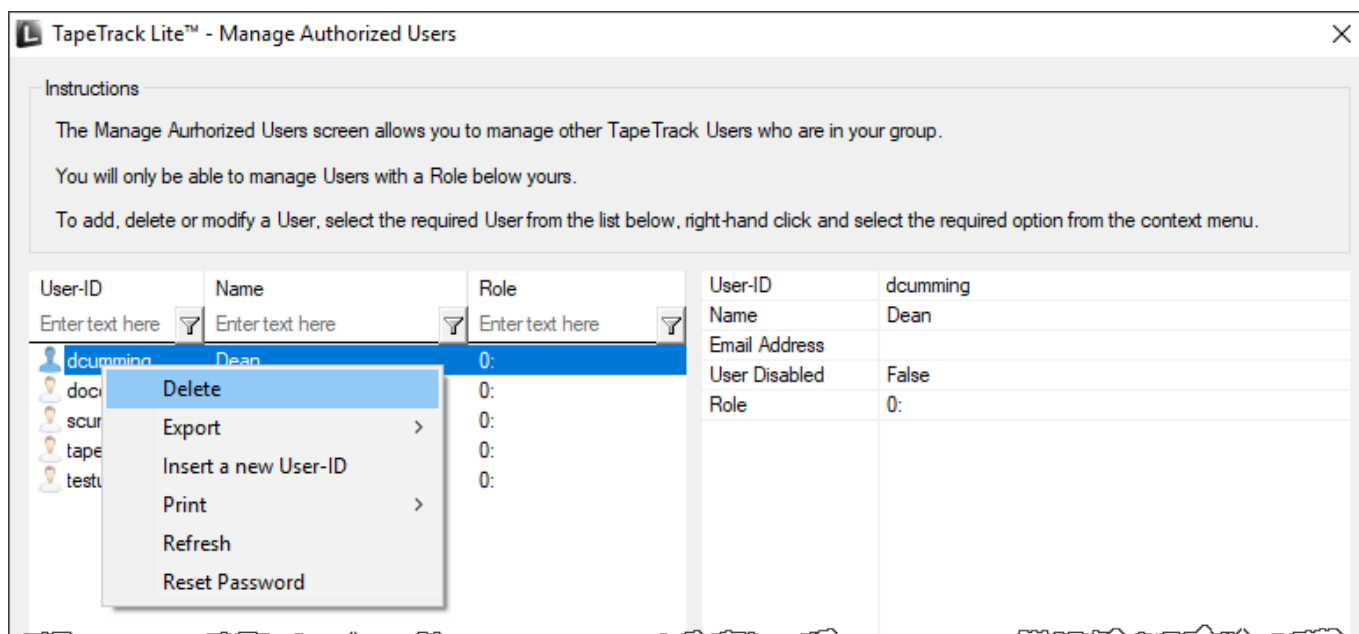 TapeTrack Lite™ - Manage Authorized Users
Instructions
The Manage Aurhorized Users screen allows you to manage other TapeTrack Users who are in your group.
You will only be able to manage Users with a Role below yours.
To add, delete or modify a User, select the required User from the list below, right-hand click and select the required option from the context menu.
User-ID Name Role
Enter text here Enter text here Enter text here
dcumming Dean 0:
0:
0:
0:
0:
Delete
Export
Insert a new User-ID
Print
Refresh
Reset Password
User-ID dcumming
Name Dean
Email Address
User Disabled False
Role 0: